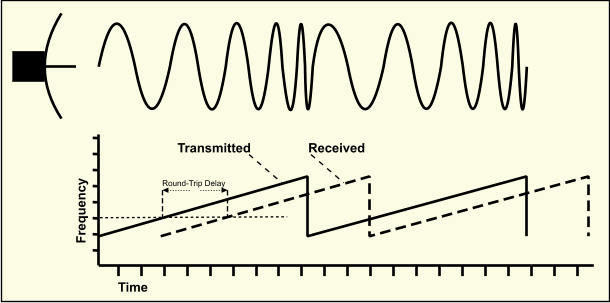 Transmitted
Received
Round-Trip Delay
Frequency
Time